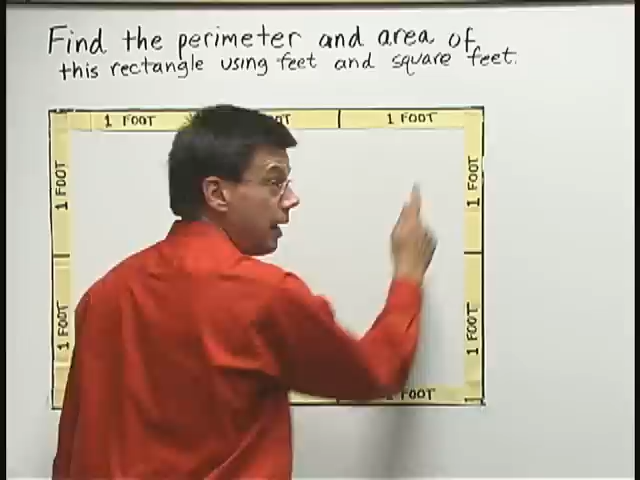 Find the perimeter and area of
this rectangle using feet and square feet.
1 FOOT
1 FOOT
1 FOOT
1 FOOT
1 FOOT
1 FOOT